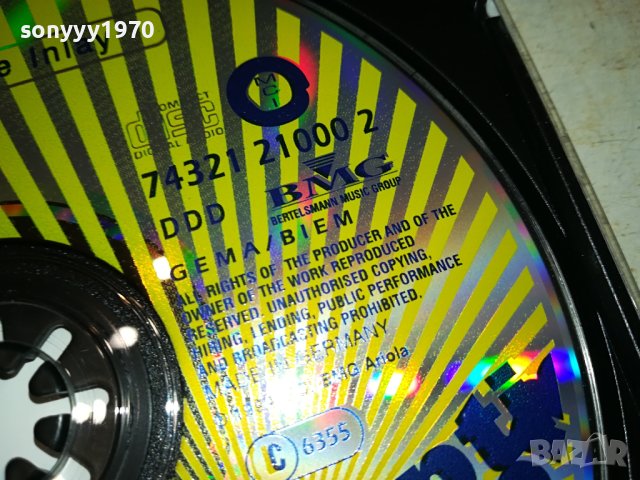 sonyyy1970
e Inlay
MCI
COMPACT
disc
DIGITAL AUDIO
74321 21000 2
BMG
BERTELSMANN MUSIC GROUP
DDD
GEMA/BIEM
ALL RIGHTS OF THE PRODUCER AND OF THE
OWNER OF THE WORK REPRODUCED
RESERVED. UNAUTHORISED COPYING,
HIRING, LENDING, PUBLIC PERFORMANCE
AND BROADCASTING PROHIBITED.
MADE IN GERMANY
BMG Ariola
C 6355
BAZAR